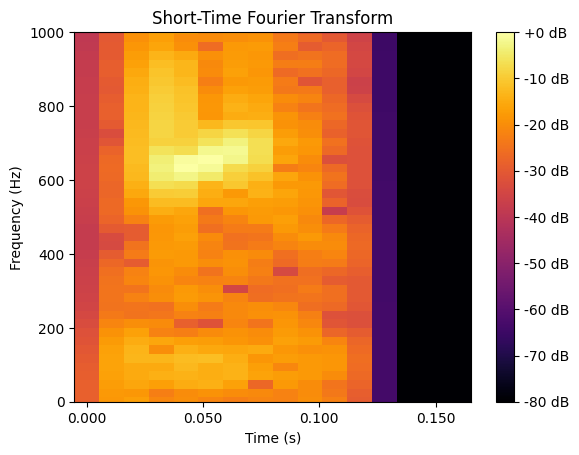 Short-Time Fourier Transform
1000
800
600
400
200
0
Frequency (Hz)
0.000
0.050
0.100
0.150
Time (s)
+0 dB
-10 dB
-20 dB
-30 dB
-40 dB
-50 dB
-60 dB
-70 dB
-80 dB